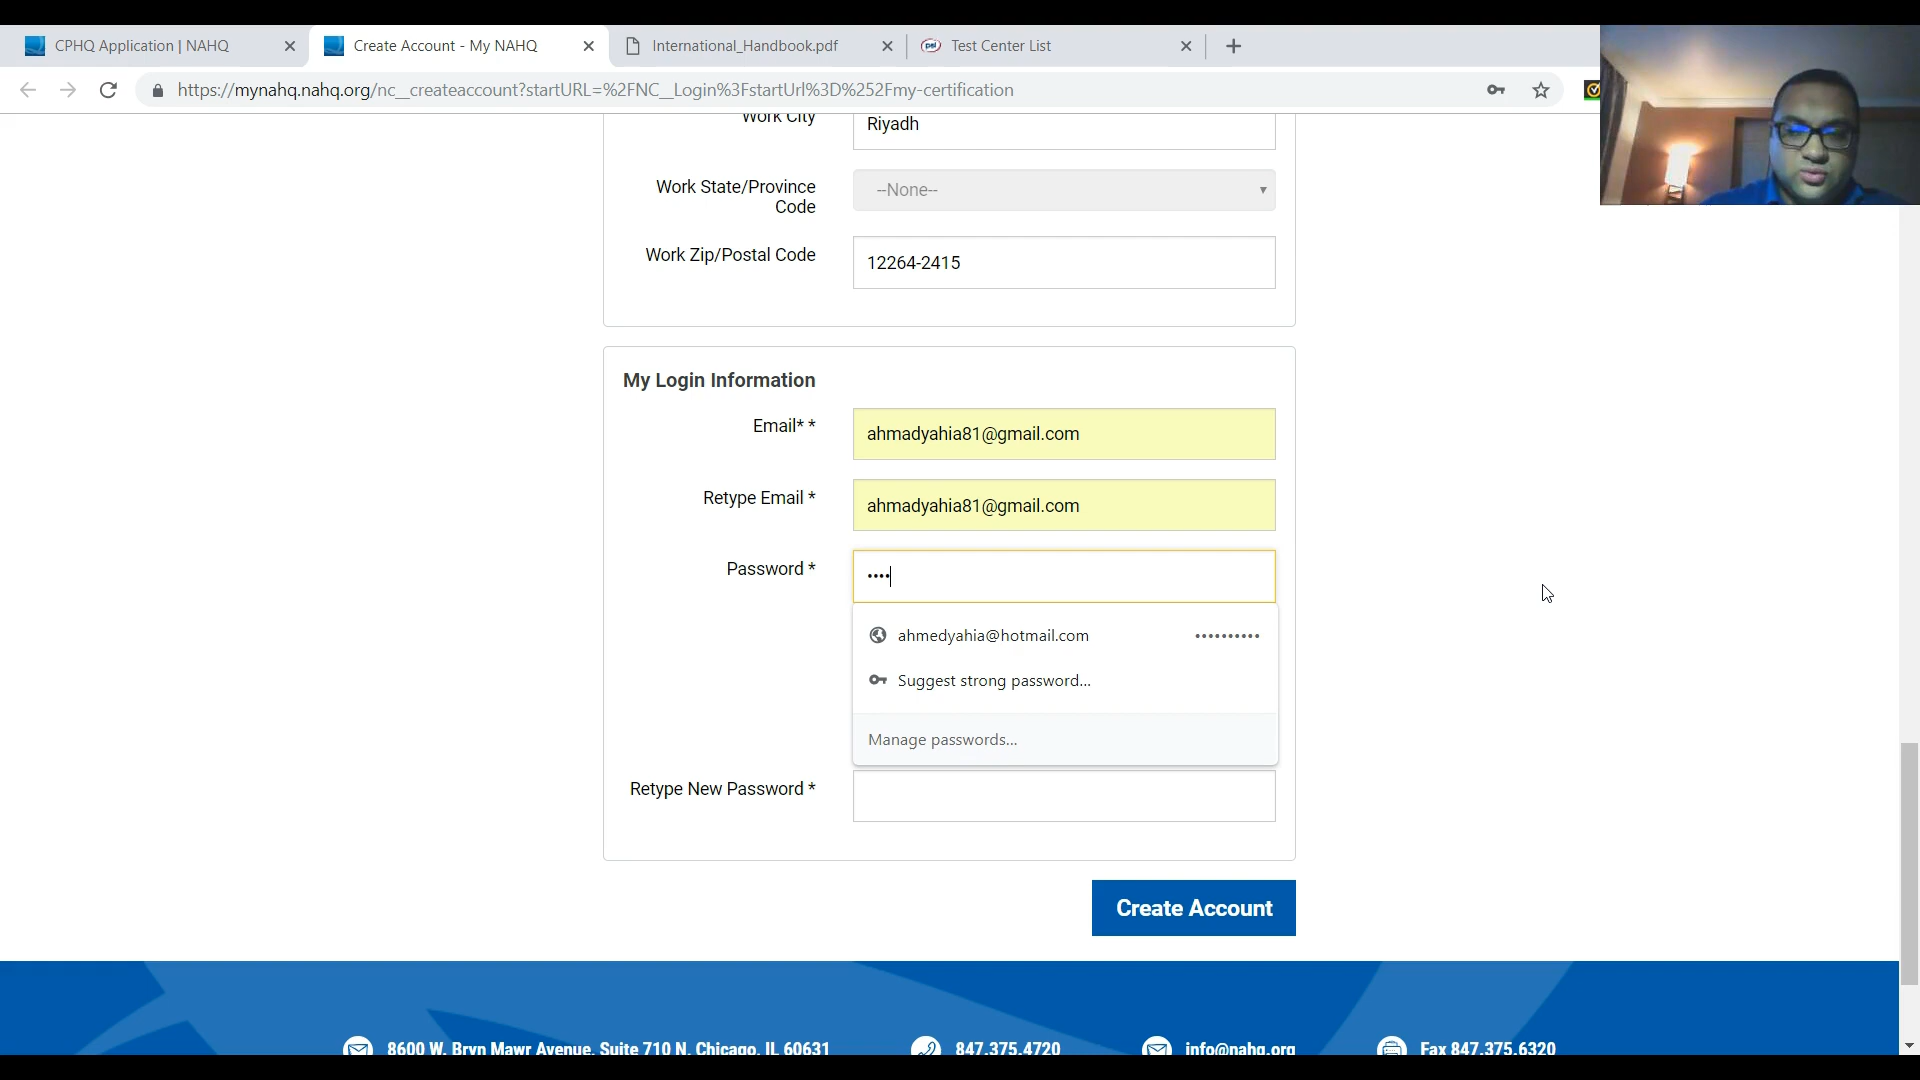 CPHQ Application | NAHQ
Create Account - My NAHQ
International_Handbook.pdf
psi
Test Center List
https://mynahq.nahq.org/nc__createaccount?startURL=%2FNC__Login%3FstartUrl%3D%252Fmy-certification
Work City
Riyadh
Work State/Province
Code
--None--
Work Zip/Postal Code
12264-2415
My Login Information
Email* *
ahmadyahia81@gmail.com
Retype Email *
ahmadyahia81@gmail.com
Password *
••••
ahmedyahia@hotmail.com
••••••••••
Suggest strong password...
Manage passwords...
Retype New Password *
Create Account
8600 W. Bryn Mawr Avenue, Suite 710 N, Chicago, IL 60631
847.375.4720
info@nahq.org
Fax 847.375.6320